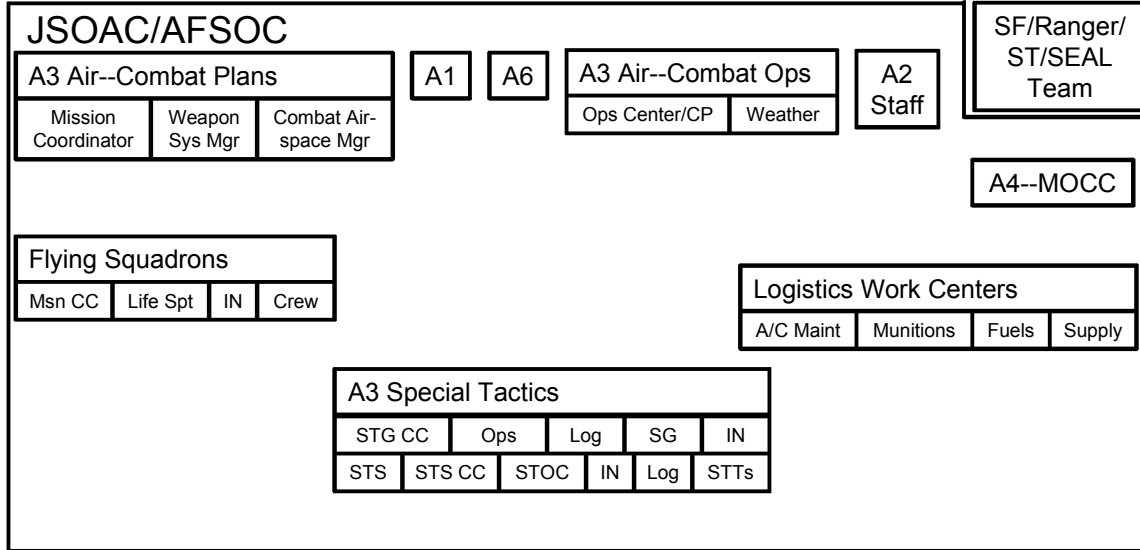 JSOAC/AFSOC
SF/Ranger/
ST/SEAL
Team
A3 Air--Combat Plans
Mission
Coordinator
Weapon
Sys Mgr
Combat Air-
space Mgr
A1
A6
A3 Air--Combat Ops
Ops Center/CP
Weather
A2
Staff
A4--MOCC
Flying Squadrons
Msn CC
Life Spt
IN
Crew
Logistics Work Centers
A/C Maint
Munitions
Fuels
Supply
A3 Special Tactics
STG CC
Ops
Log
SG
IN
STS
STS CC
STOC
IN
Log
STTs